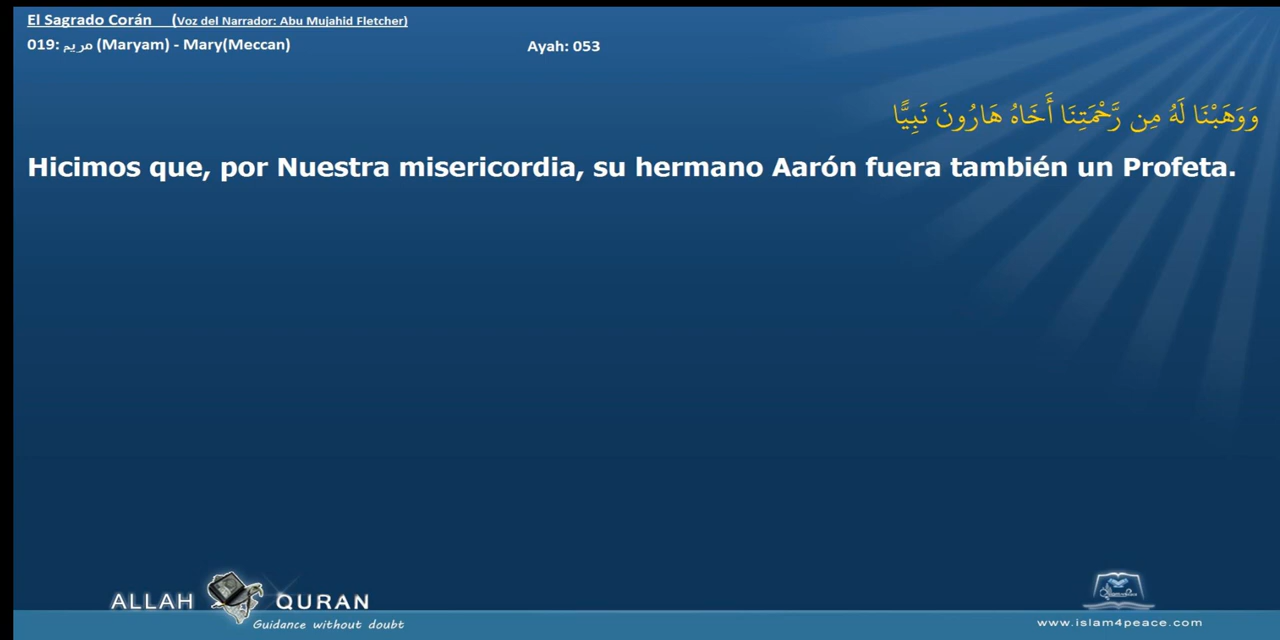 El Sagrado Corán (Voz del Narrador: Abu Mujahid Fletcher)
019: مريم (Maryam) - Mary(Meccan) Ayah: 053
وَوَهَبْنَا لَهُ مِن رَّحْمَتِنَا أَخَاهُ هَارُونَ نَبِيًّا
Hicimos que, por Nuestra misericordia, su hermano Aarón fuera también un Profeta.
ALLAH QURAN
Guidance without doubt
www.islam4peace.com